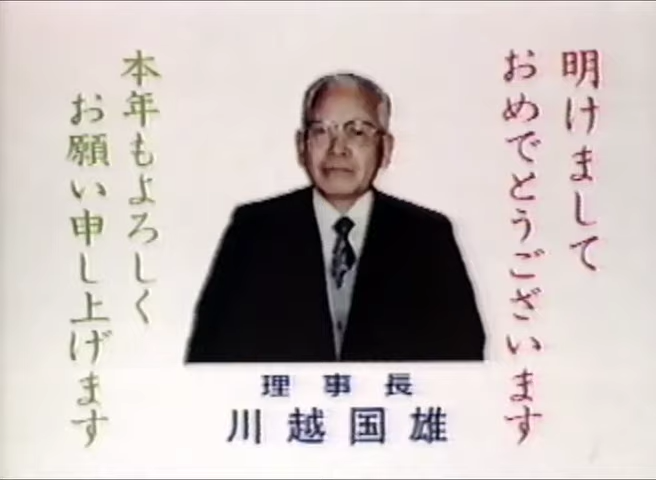 明けまして
おめでとうございます
本年もよろしく
お願い申し上げます
理事長
川越国雄